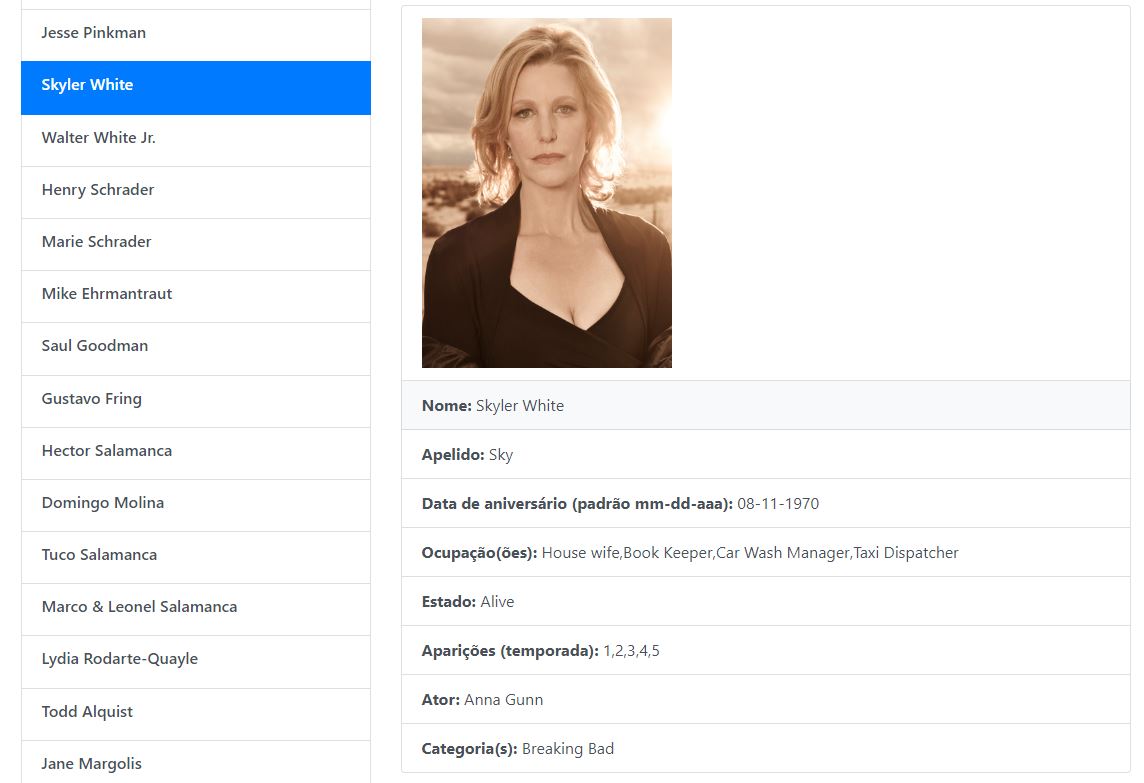 Jesse Pinkman
Skyler White
Walter White Jr.
Henry Schrader
Marie Schrader
Mike Ehrmantraut
Saul Goodman
Gustavo Fring
Hector Salamanca
Domingo Molina
Tuco Salamanca
Marco & Leonel Salamanca
Lydia Rodarte-Quayle
Todd Alquist
Jane Margolis
Nome: Skyler White
Apelido: Sky
Data de aniversário (padrão mm-dd-aaa): 08-11-1970
Ocupação(ões): House wife,Book Keeper,Car Wash Manager,Taxi Dispatcher
Estado: Alive
Aparições (temporada): 1,2,3,4,5
Ator: Anna Gunn
Categoria(s): Breaking Bad